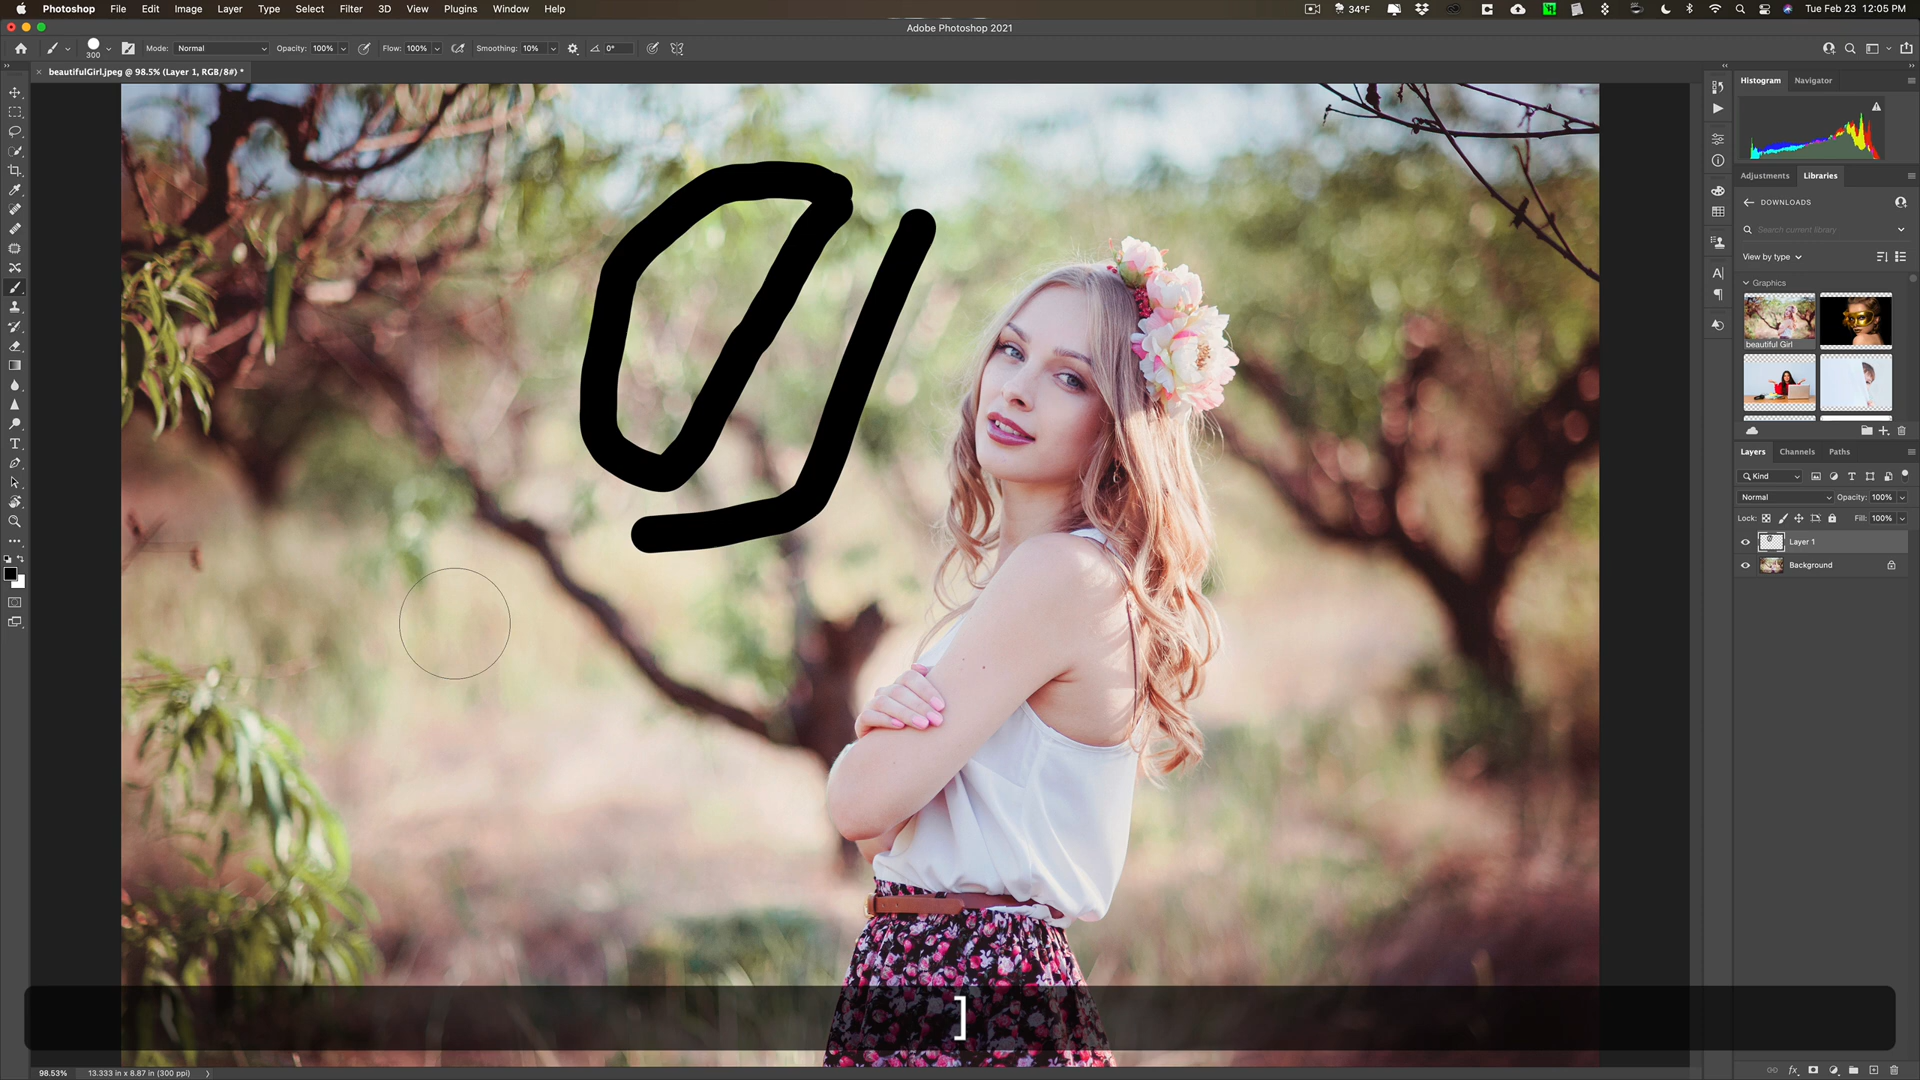 Photoshop File Edit Image Layer Type Select Filter 3D View Plugins Window Help 34°F Tue Feb 23 12:05 PM
Adobe Photoshop 2021
300 Mode: Normal Opacity: 100% Flow: 100% Smoothing: 10% 0°
beautifulGirl.jpeg @ 98.5% (Layer 1, RGB/8#) *
Histogram Navigator
Adjustments Libraries
DOWNLOADS
Search current library
View by type
Graphics
beautiful Girl
Layers Channels Paths
Kind
Normal Opacity: 100%
Lock: Fill: 100%
Layer 1
Background
]
98.53% 13.333 in x 8.87 in (300 ppi)